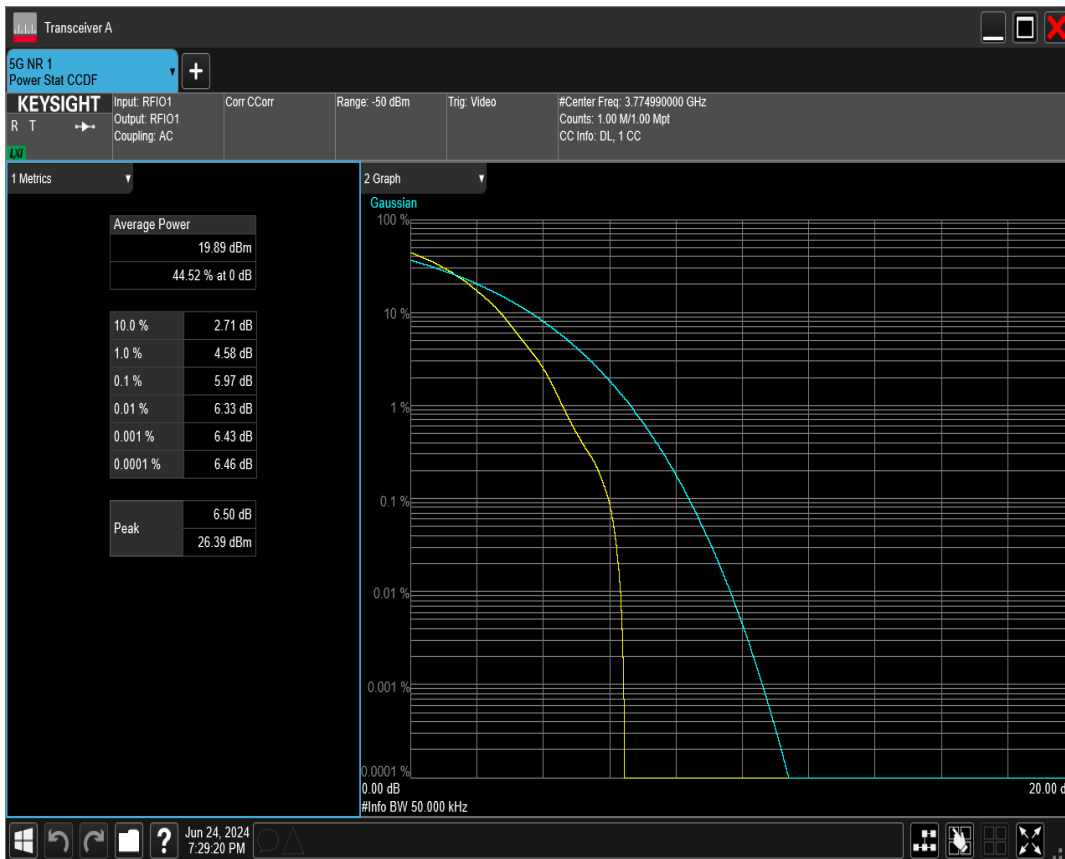 Transceiver A
5G NR 1
Power Stat CCDF
KEYSIGHT
R T
LXI
Input: RFIO1
Output: RFIO1
Coupling: AC
Corr CCorr
Range: -50 dBm
Trig: Video
#Center Freq: 3.774990000 GHz
Counts: 1.00 M/1.00 Mpt
CC Info: DL, 1 CC
1 Metrics
Average Power
19.89 dBm
44.52 % at 0 dB
10.0 % 2.71 dB
1.0 % 4.58 dB
0.1 % 5.97 dB
0.01 % 6.33 dB
0.001 % 6.43 dB
0.0001 % 6.46 dB
Peak
6.50 dB
26.39 dBm
2 Graph
Gaussian
100 %
10 %
1 %
0.1 %
0.01 %
0.001 %
0.0001 %
0.00 dB
20.00 d
#Info BW 50.000 kHz
?
Jun 24, 2024
7:29:20 PM